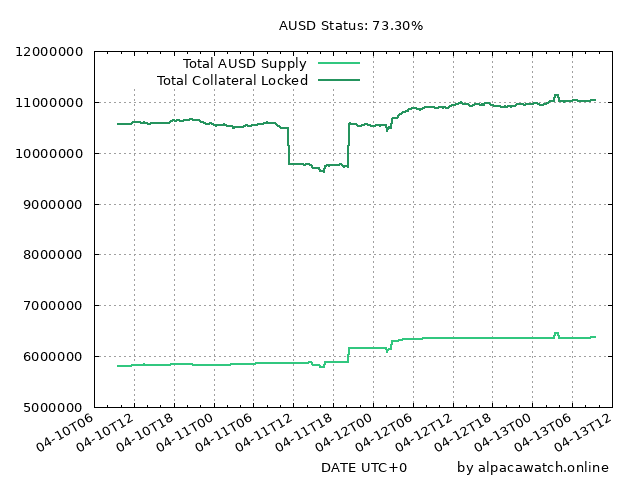 AUSD Status: 73.30%
12000000
11000000
10000000
9000000
8000000
7000000
6000000
5000000
Total AUSD Supply
Total Collateral Locked
04-10T06
04-10T12
04-10T18
04-11T00
04-11T06
04-11T12
04-11T18
04-12T00
04-12T06
04-12T12
04-12T18
04-13T00
04-13T06
04-13T12
DATE UTC+0
by alpacawatch.online